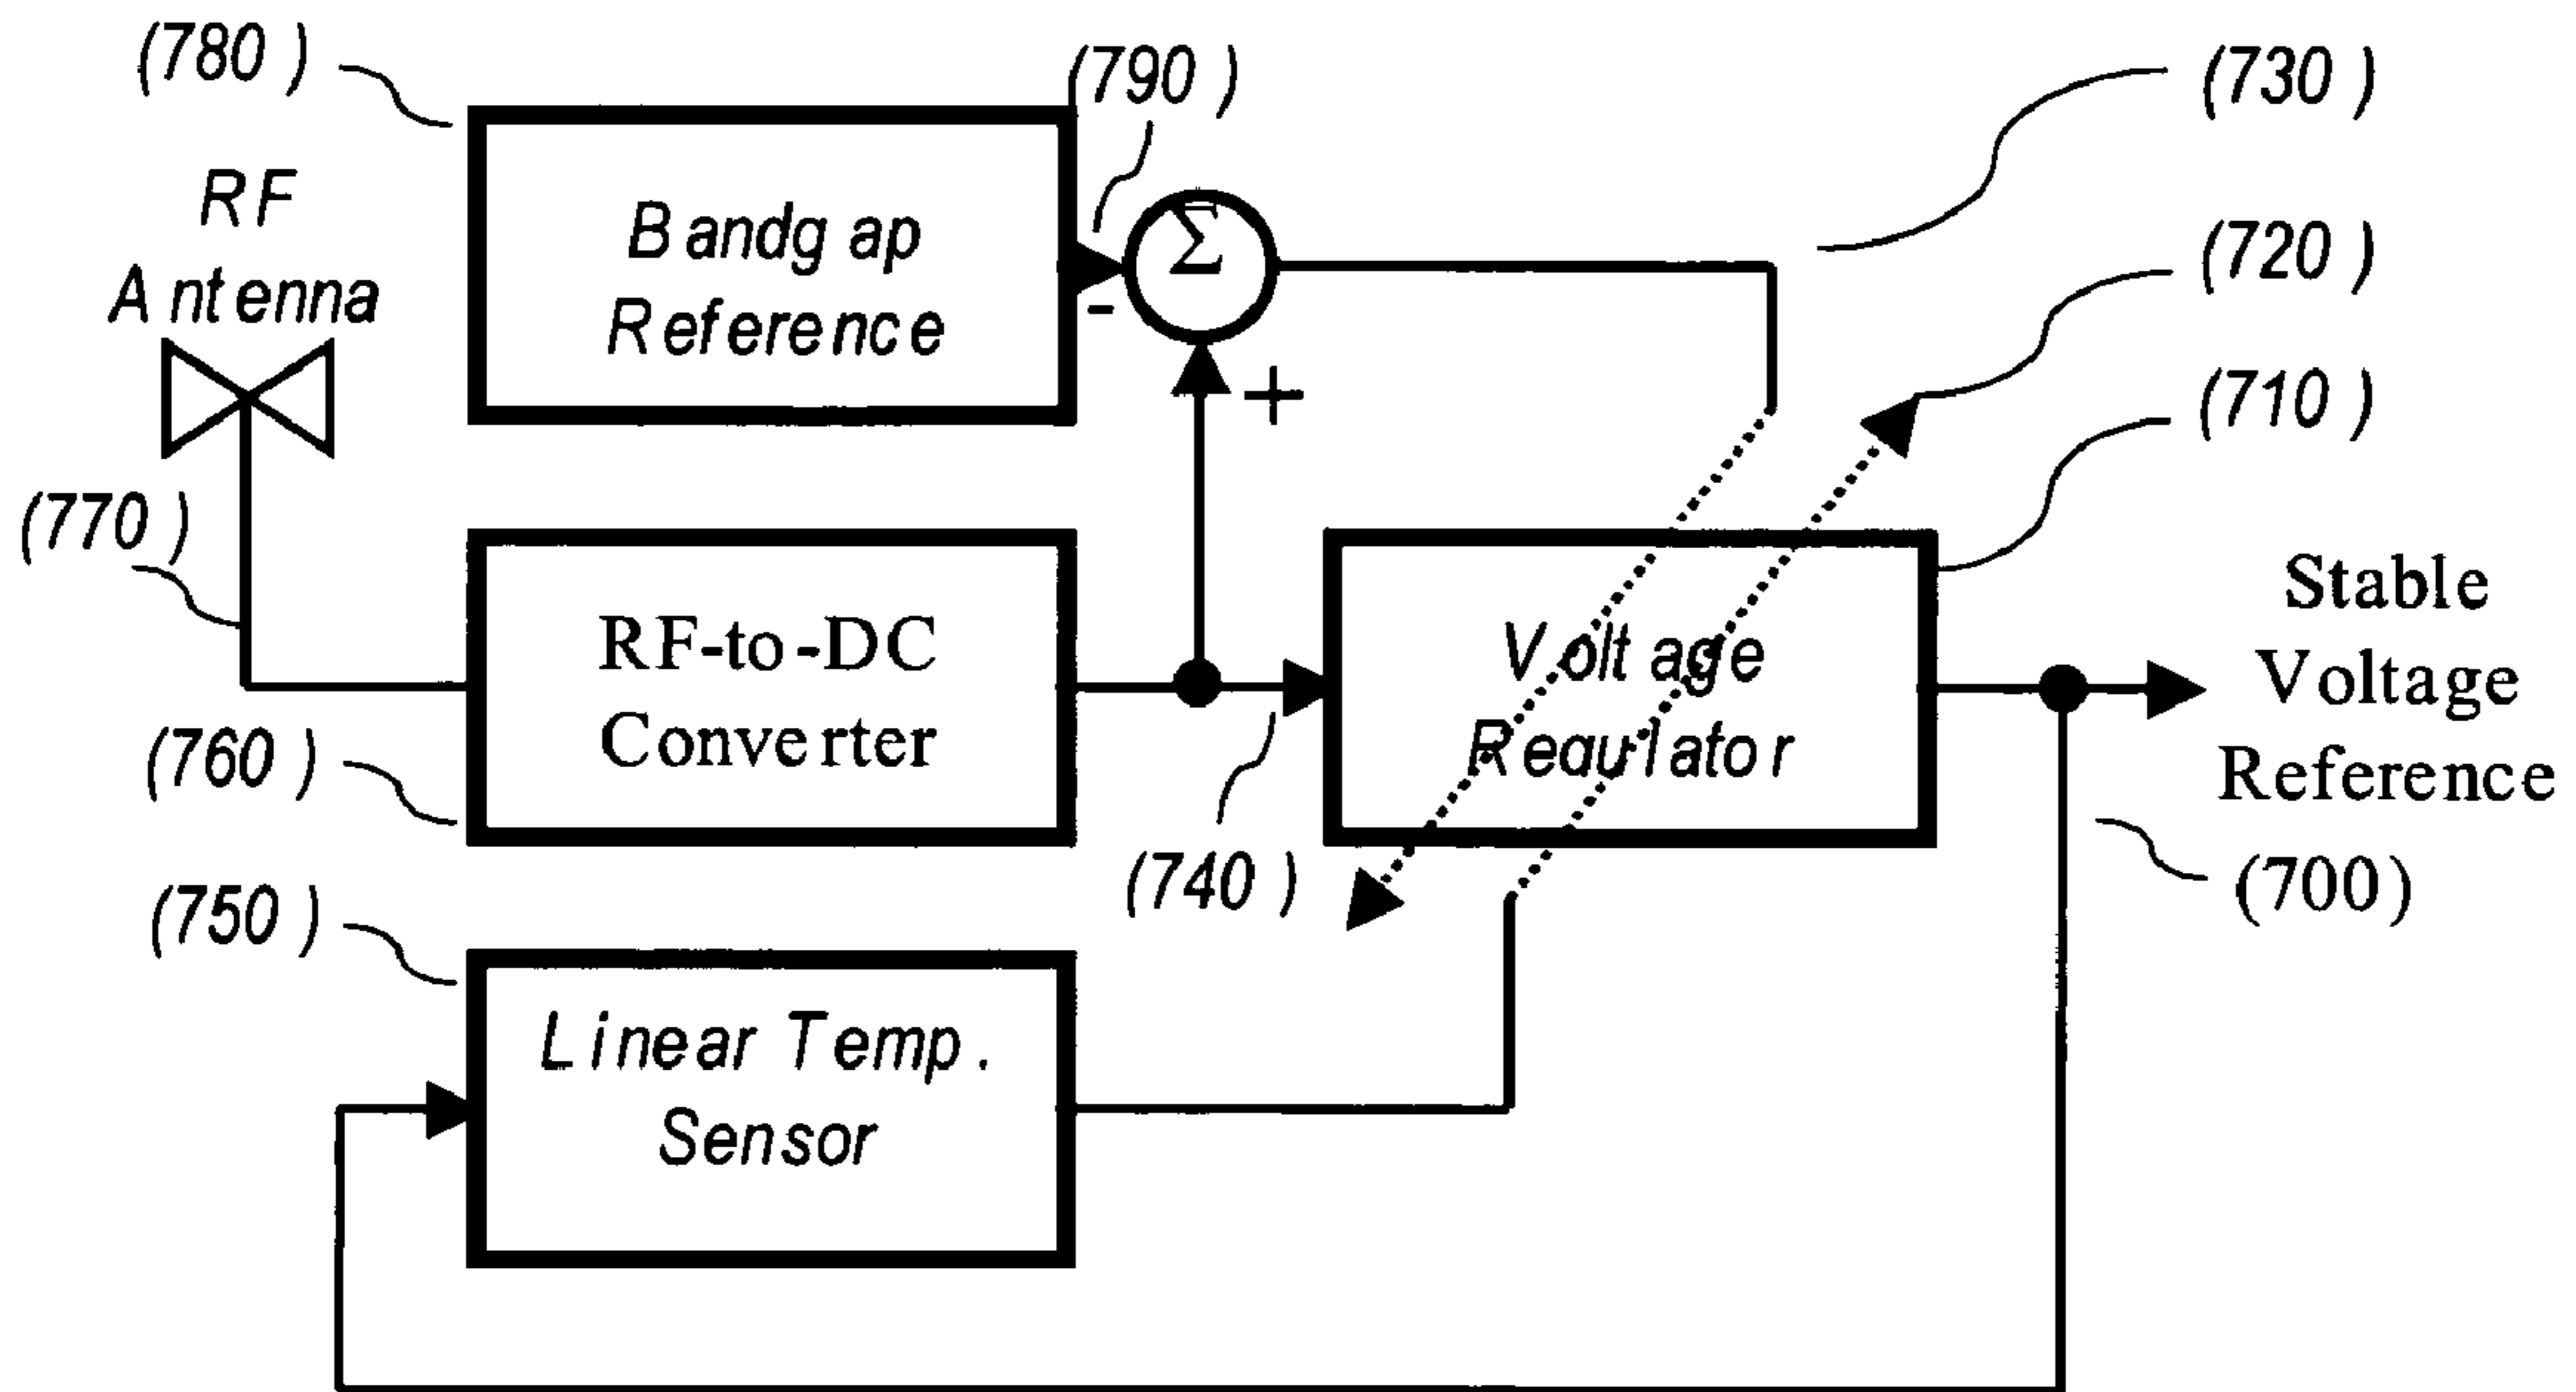 (780)
(790)
(730)
RF
Antenna
Bandgap
Reference
Σ
-
+
(720)
(710)
(770)
RF-to-DC
Converter
Voltage
Regulator
Stable
Voltage
Reference
(760)
(740)
(700)
(750)
Linear Temp.
Sensor